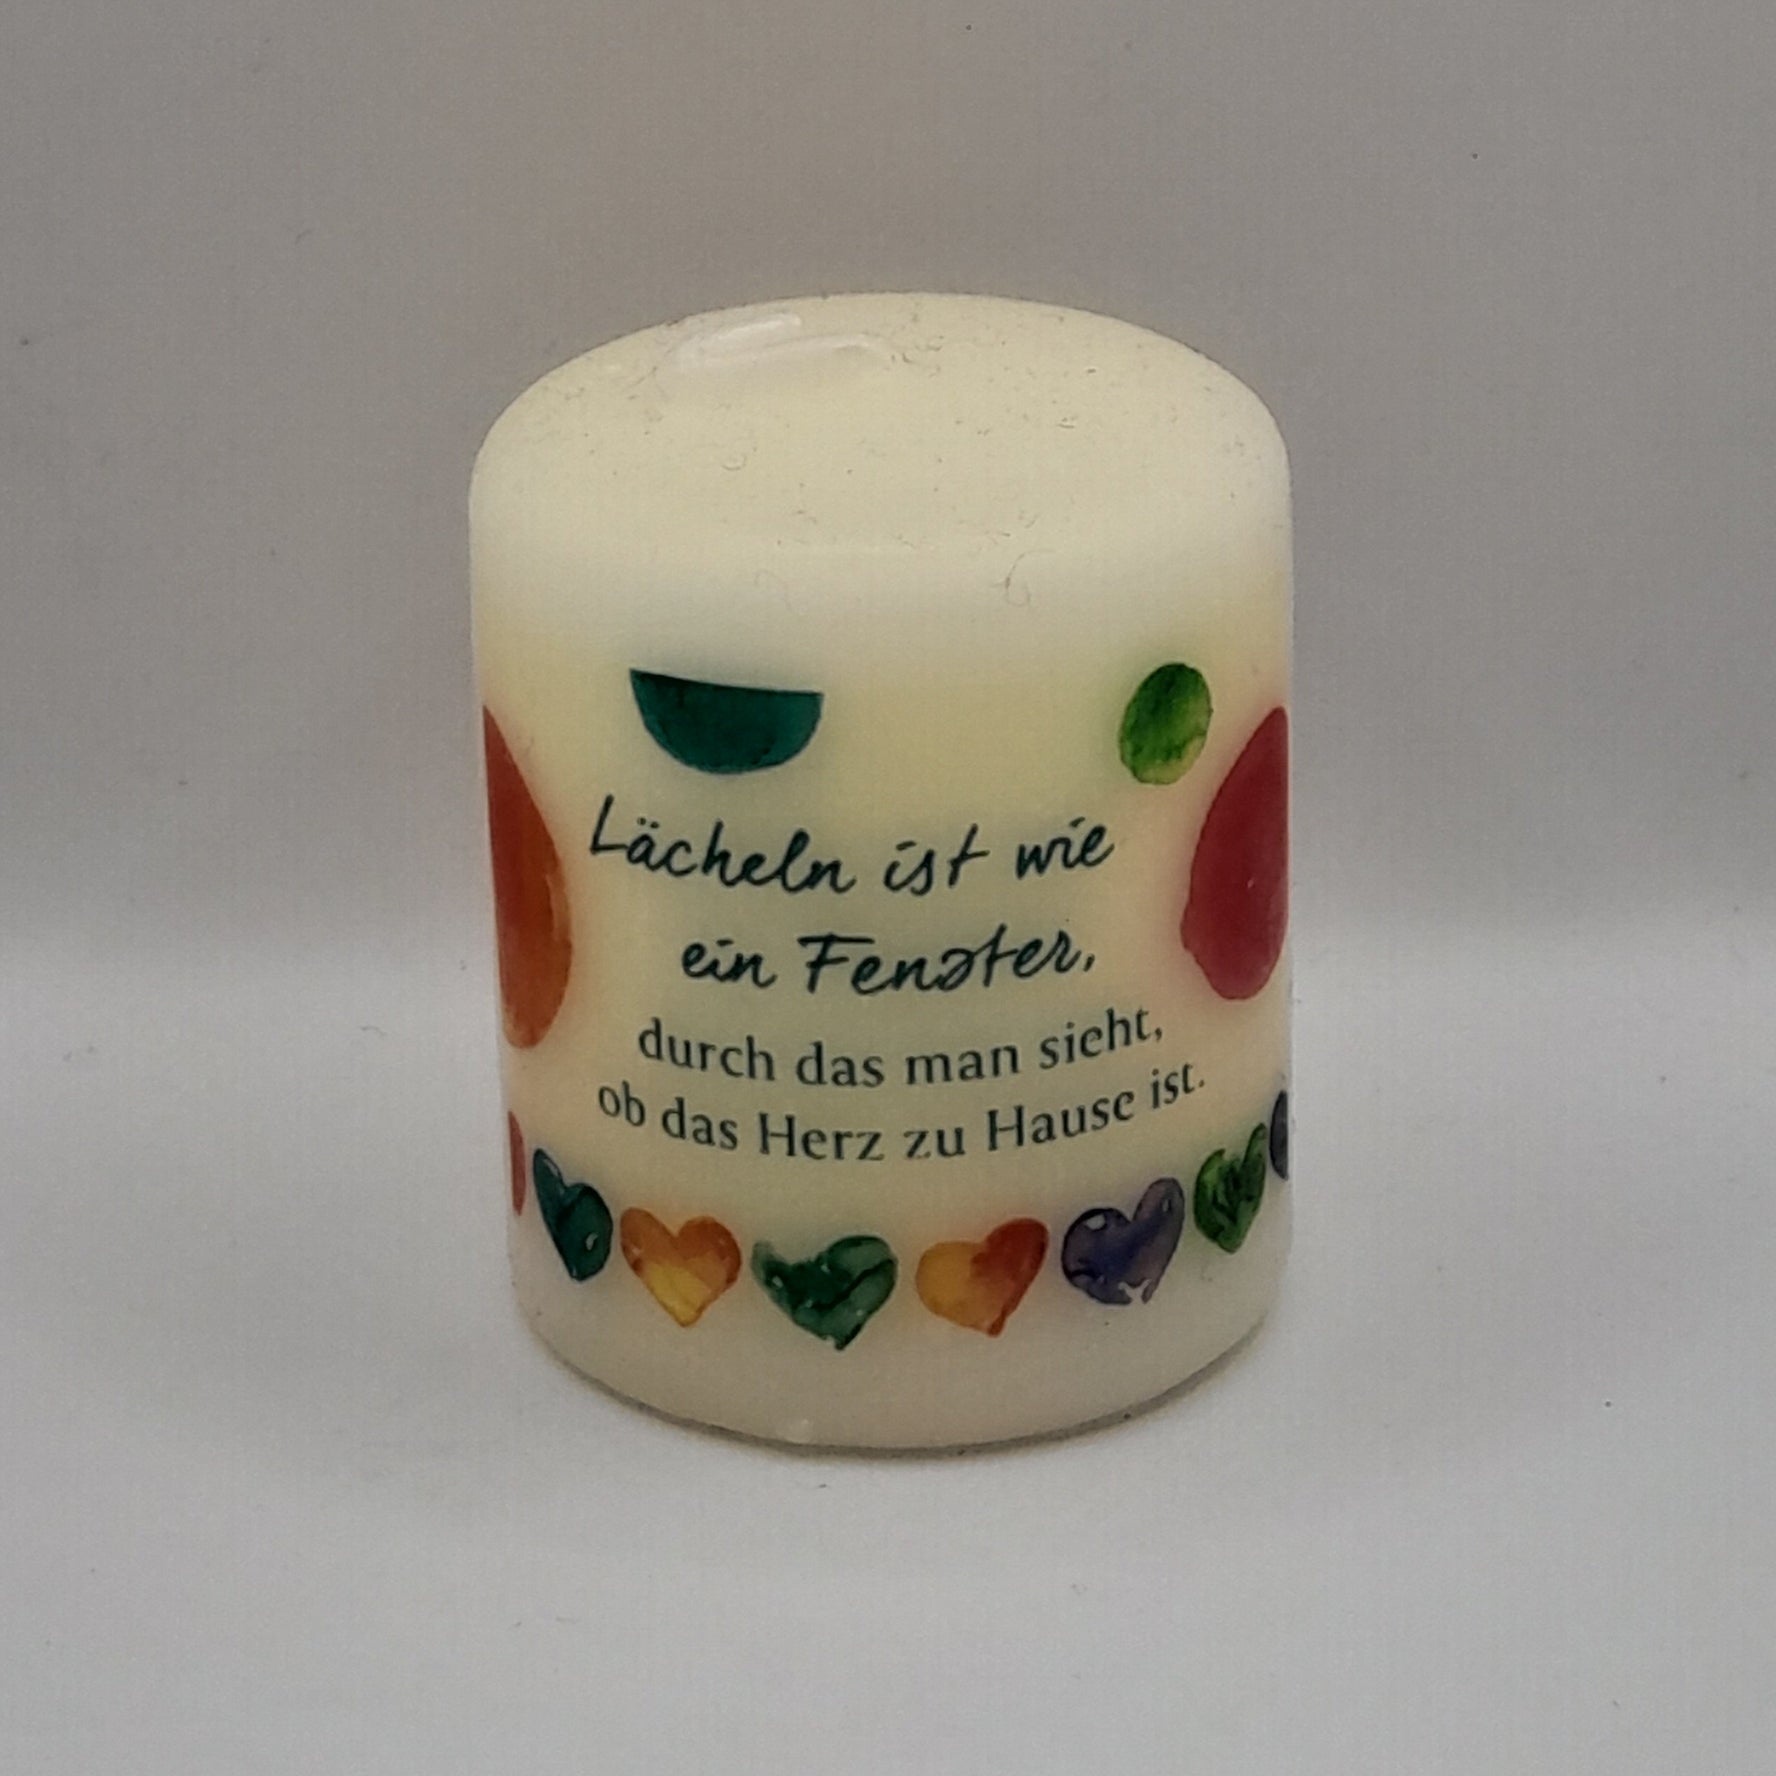 Lächeln ist wie
ein Fenster,
durch das man sieht,
ob das Herz zu Hause ist.